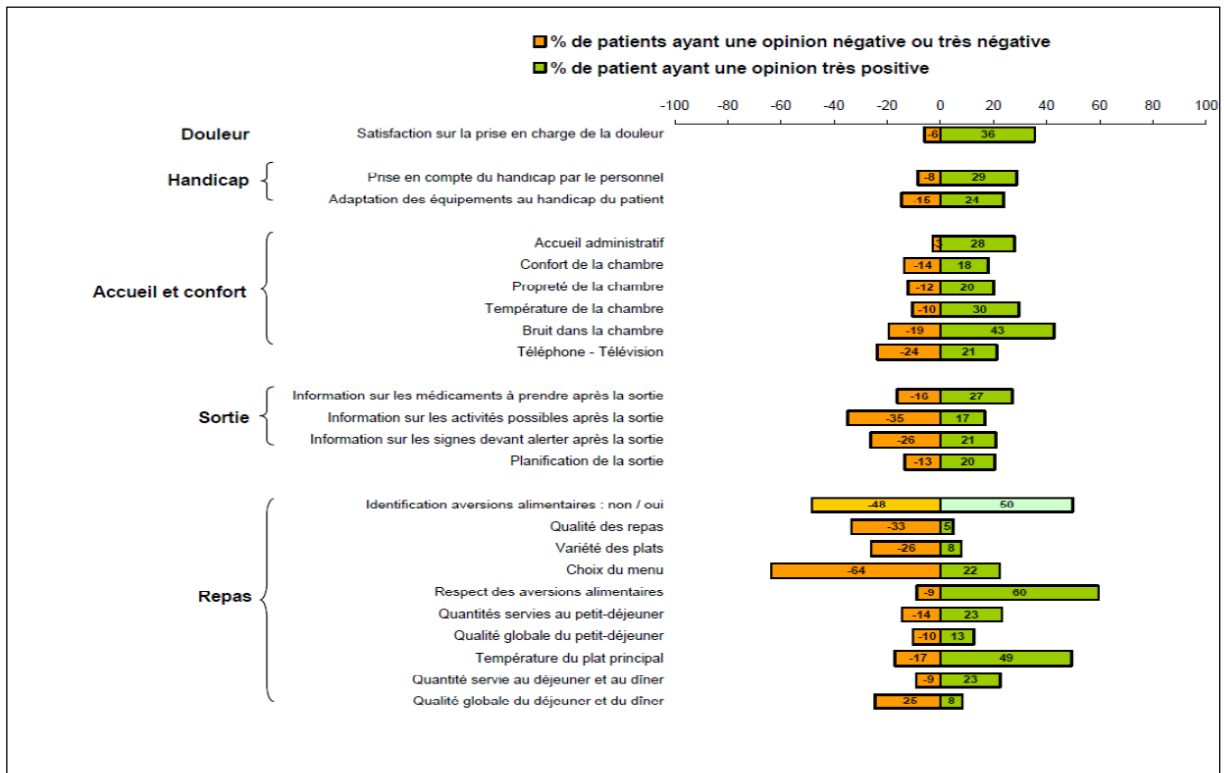 % de patients ayant une opinion négative ou très négative
% de patient ayant une opinion très positive
-100 -80 -60 -40 -20 0 20 40 60 80 100
Douleur Satisfaction sur la prise en charge de la douleur -6 36
Prise en compte du handicap par le personnel -8 29
Handicap
Adaptation des équipements au handicap du patient -15 24
Accueil administratif -3 28
Confort de la chambre -14 18
Propreté de la chambre -12 20
Accueil et confort
Température de la chambre -10 30
Bruit dans la chambre -19 43
Téléphone - Télévision -24 21
Information sur les médicaments à prendre après la sortie -16 27
Sortie Information sur les activités possibles après la sortie -35 17
Information sur les signes devant alerter après la sortie -26 21
Planification de la sortie -13 20
Identification aversions alimentaires : non / oui -48 50
Qualité des repas -33 5
Variété des plats -26 8
Choix du menu -64 22
Repas Respect des aversions alimentaires -9 60
Quantités servies au petit-déjeuner -14 23
Qualité globale du petit-déjeuner -10 13
Température du plat principal -17 49
Quantité servie au déjeuner et au dîner -9 23
Qualité globale du déjeuner et du dîner 25 8